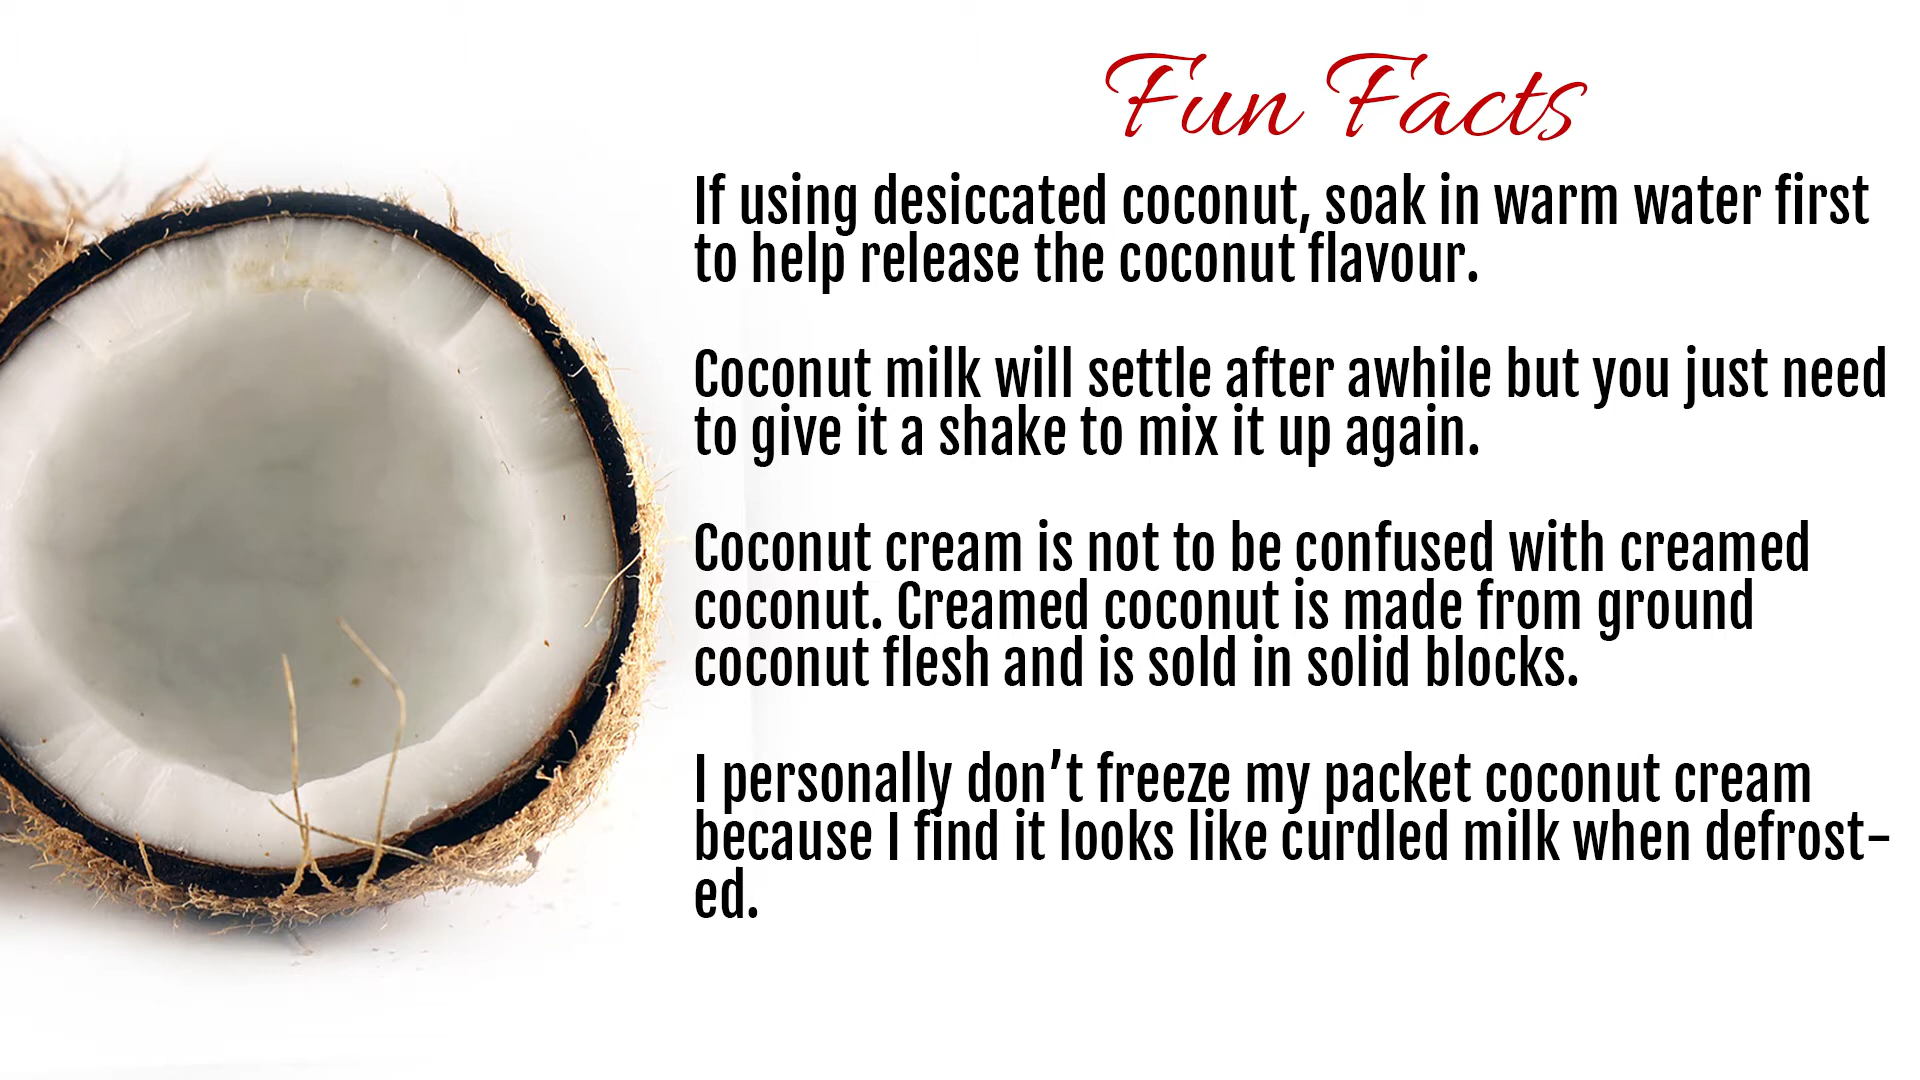 Fun Facts
If using desiccated coconut, soak in warm water first
to help release the coconut flavour.
Coconut milk will settle after awhile but you just need
to give it a shake to mix it up again.
Coconut cream is not to be confused with creamed
coconut. Creamed coconut is made from ground
coconut flesh and is sold in solid blocks.
I personally don’t freeze my packet coconut cream
because I find it looks like curdled milk when defrost-
ed.